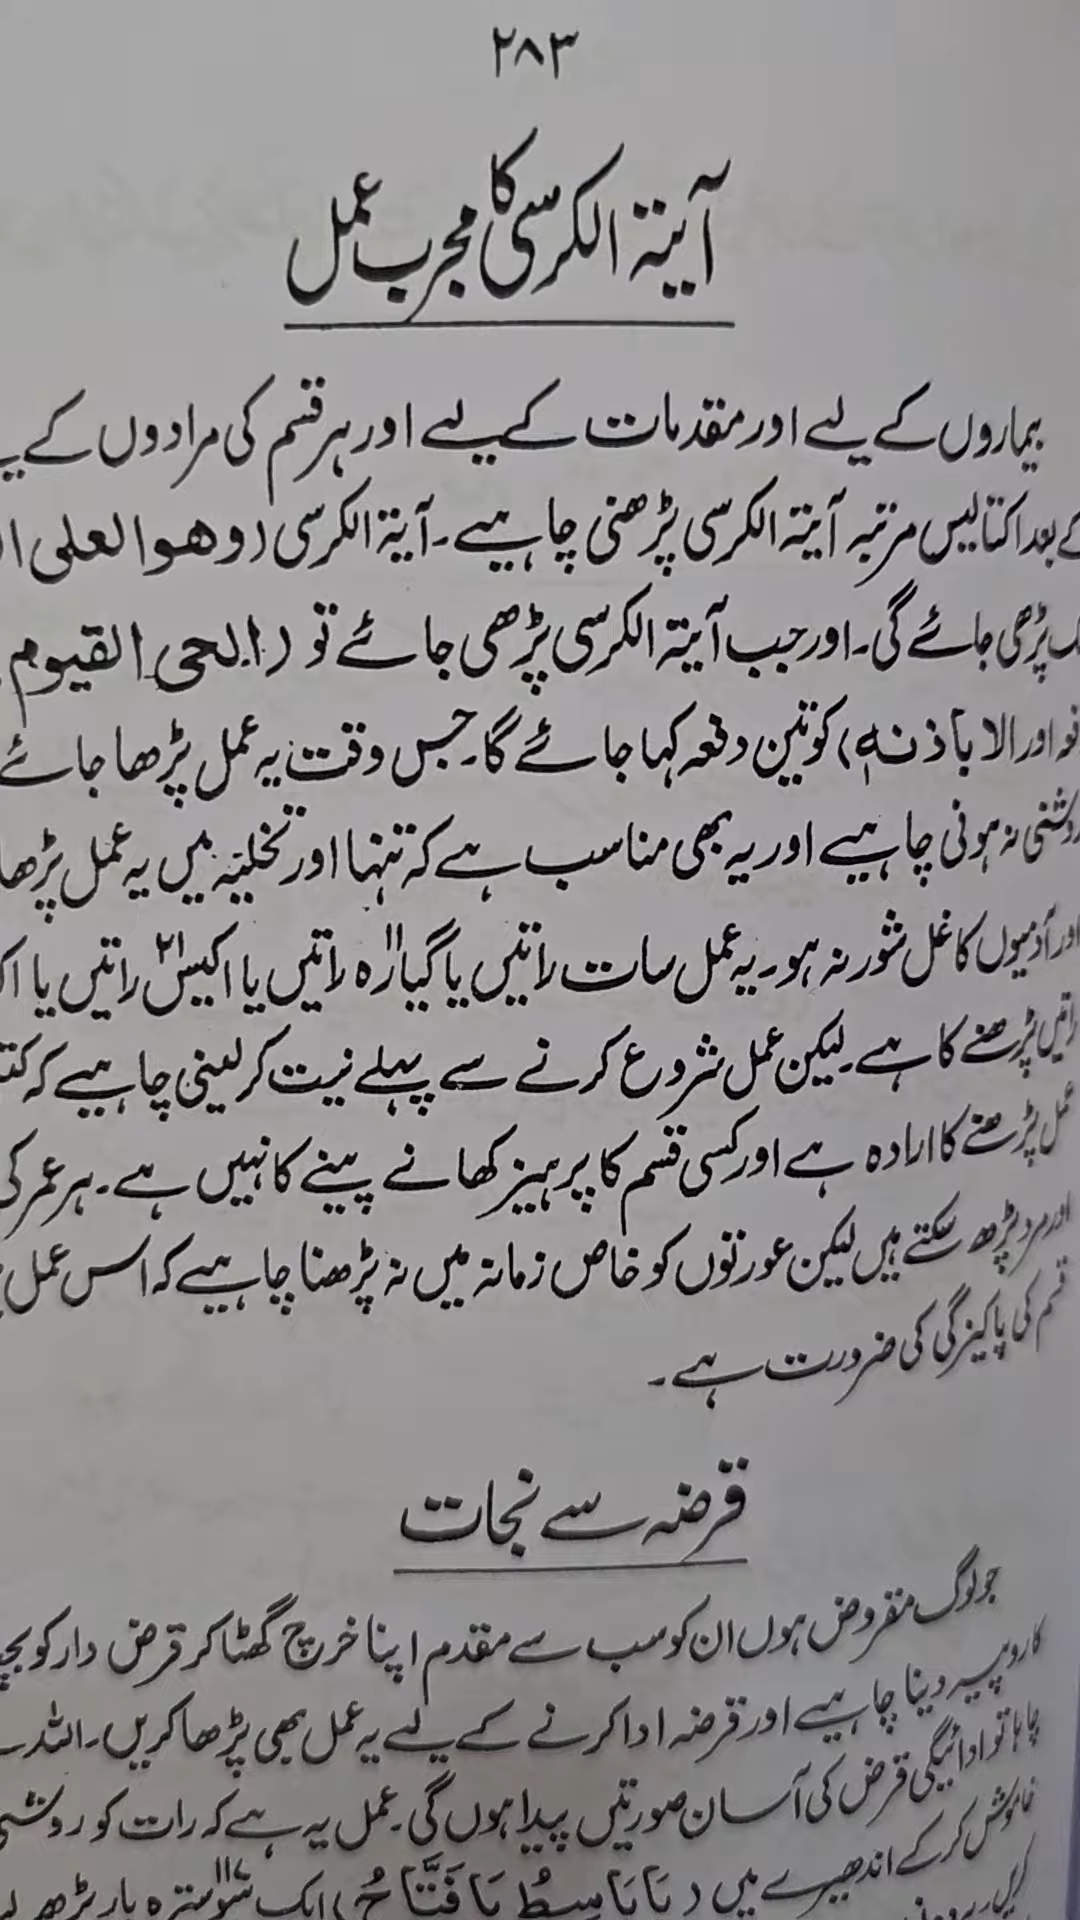 ۲۸۳
آیتہ الکرسی کا مجرب عمل
بیماروں کے لیے اور مقدمات کے لیے اور ہر قسم کی مرادوں کے
کے بعد اکتالیس مرتبہ آیتہ الکرسی پڑھنی چاہیے۔ آیتہ الکرسی (وھوالعلی
تک پڑھی جائے گی۔ اور جب آیتہ الکرسی پڑھی جائے تو (الحی القیوم
اور الا باذنہٖ) کو تین دفعہ کہا جائے گا۔ جس وقت یہ عمل پڑھا جائے
روشنی نہ ہونی چاہیے اور یہ بھی مناسب ہے کہ تنہا اور تخلیہ میں یہ عمل پڑھا
اور آدمیوں کا غل شور نہ ہو۔ یہ عمل سات راتیں یا گیارہ ۱۱ راتیں یا اکیس ۲۱ راتیں یا
راتیں پڑھنے کا ہے۔ لیکن عمل شروع کرنے سے پہلے نیت کر لینی چاہیے کہ
عمل پڑھنے کا ارادہ ہے اور کسی قسم کا پرہیز کھانے پینے کا نہیں ہے۔ ہر عمر کی
اور مرد پڑھ سکتے ہیں لیکن عورتوں کو خاص زمانہ میں نہ پڑھنا چاہیے کہ اس عمل
قسم کی پاکیزگی کی ضرورت ہے۔
قرضہ سے نجات
جو لوگ مقروض ہوں ان کو سب سے مقدم اپنا خرچ گھٹا کر قرض دار کو
کا روپیہ دینا چاہیے اور قرضہ ادا کرنے کے لیے یہ عمل بھی پڑھا کریں۔ اللہ
چاہا تو ادائیگی قرض کی آسان صورتیں پیدا ہوں گی۔ عمل یہ ہے کہ رات کو روشنی
خاموش کر کے اندھیرے میں (یَا بَاسِطُ یَا فَتَّاحُ) ایک سو سترہ ۱۱۷ بار پڑھ